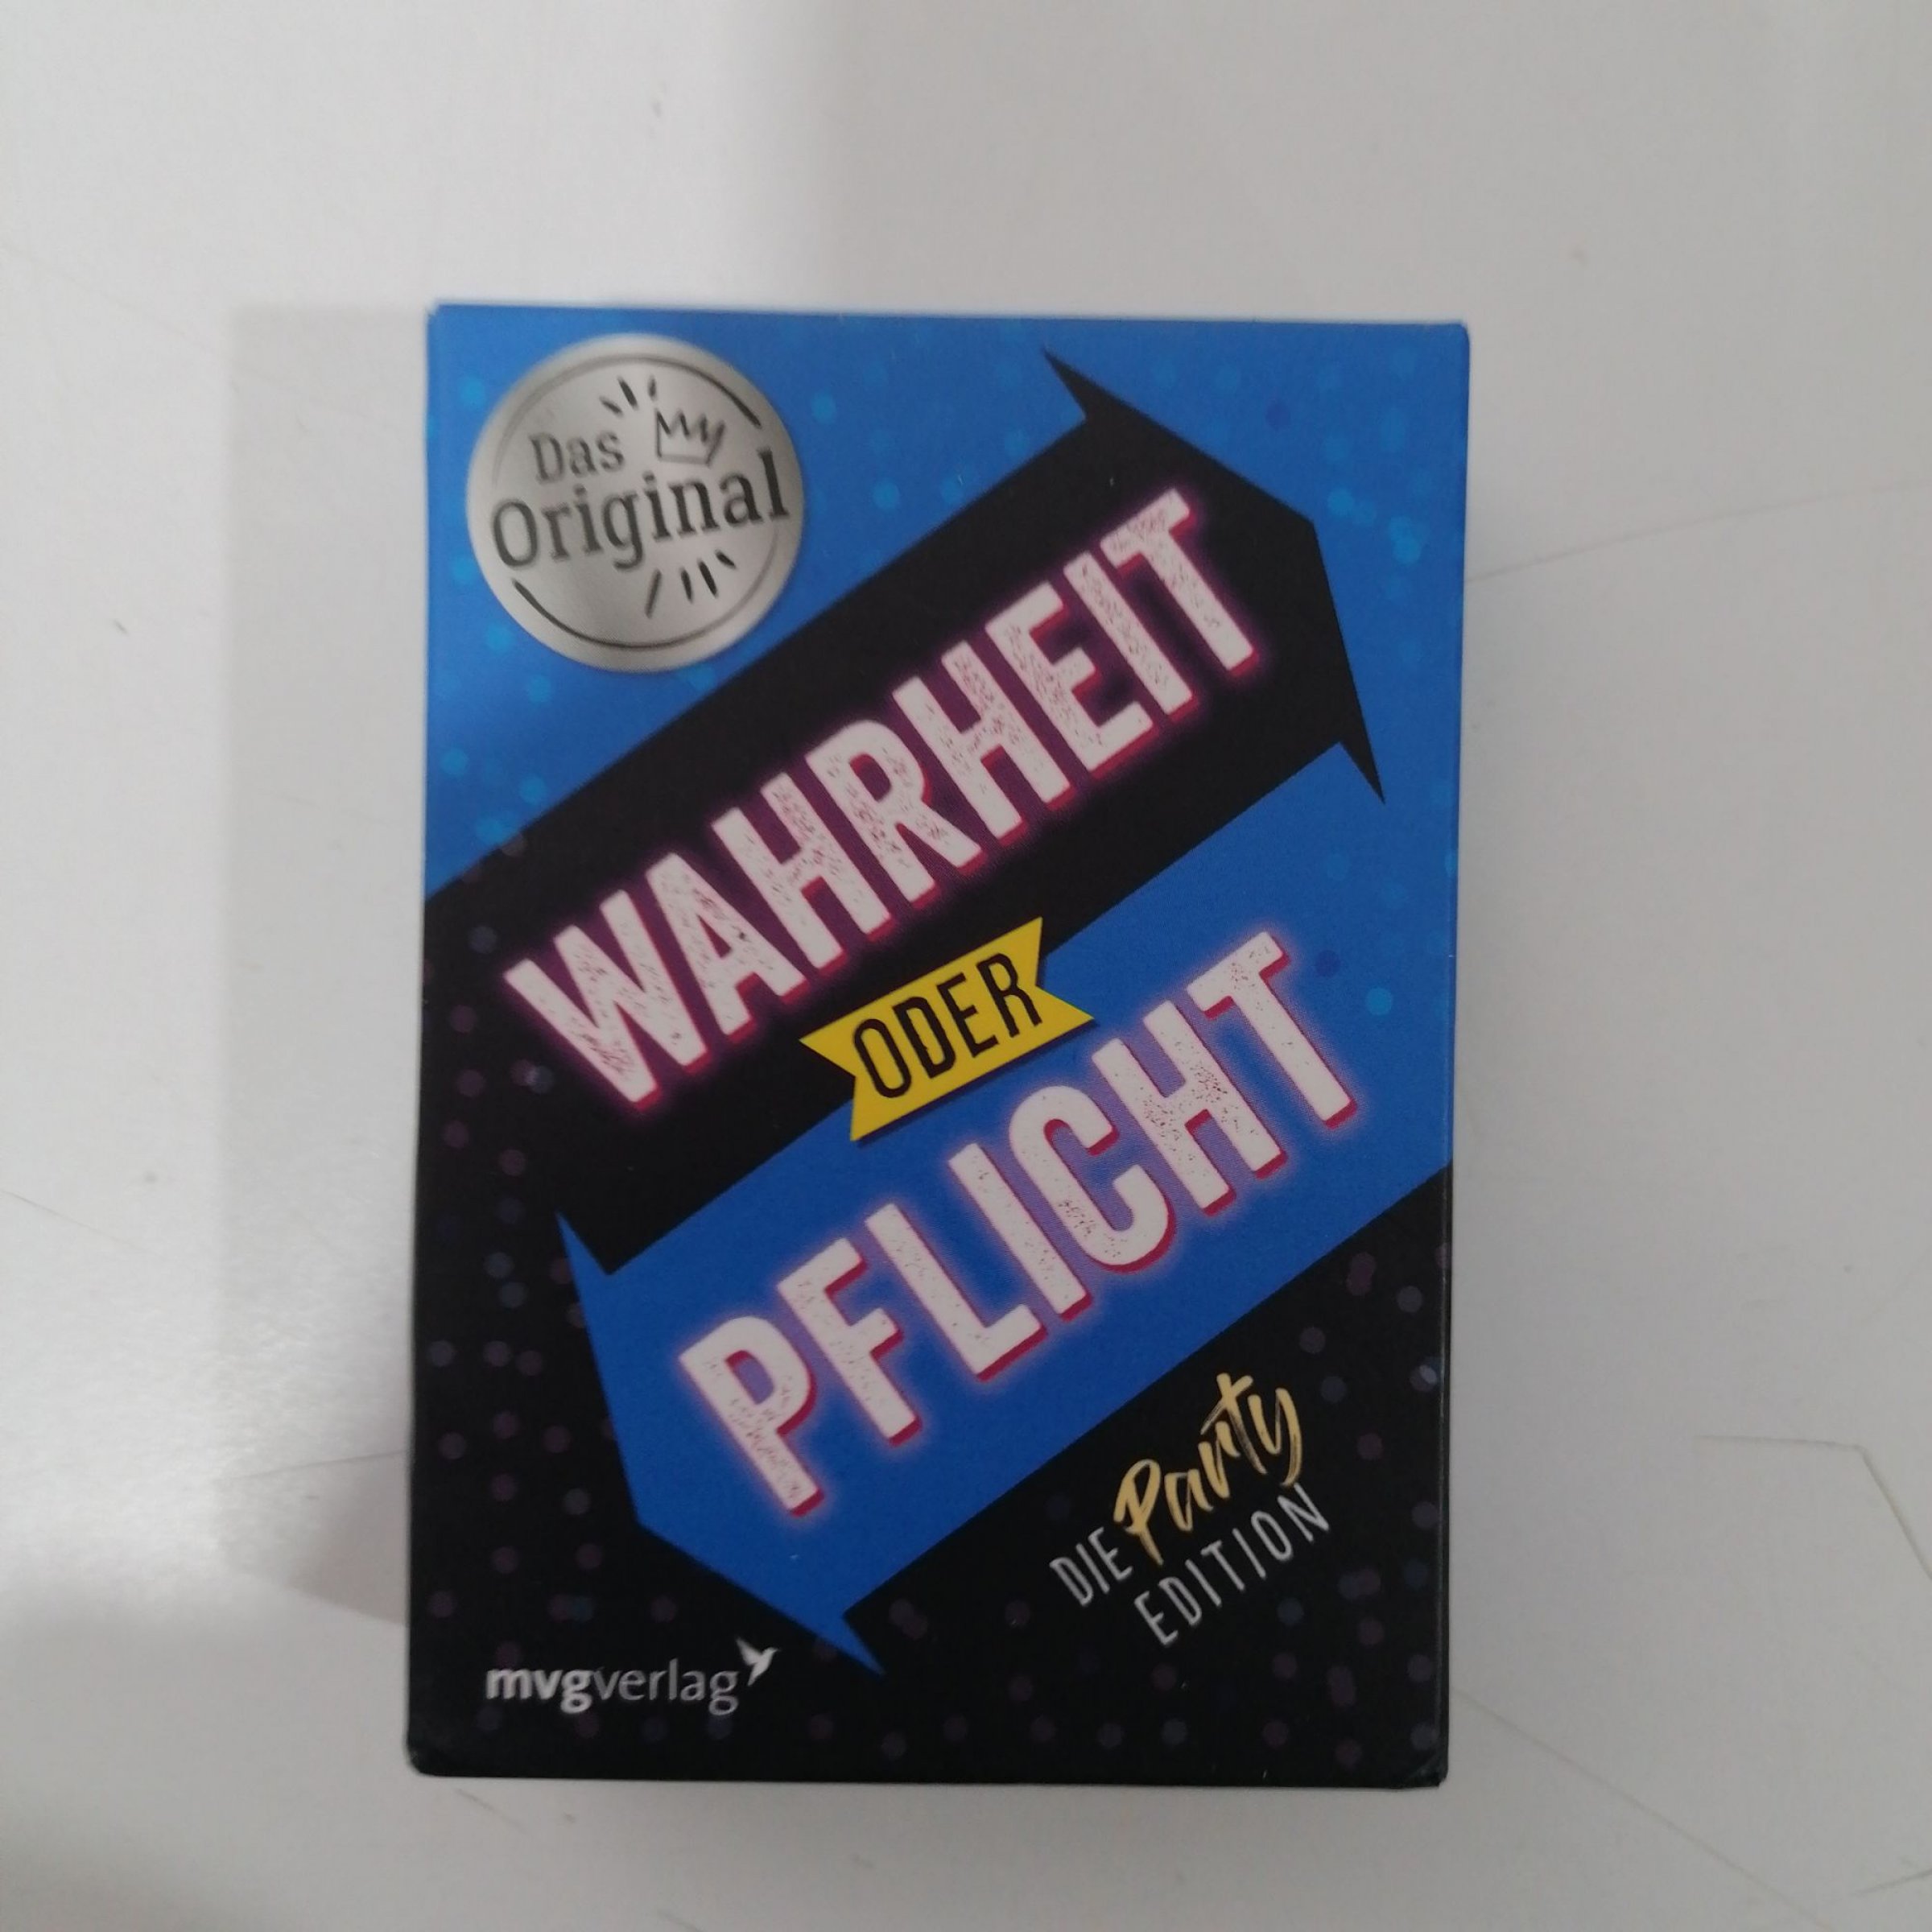 Das
Original
WAHRHEIT
ODER
PFLICHT
DIE Party
EDITION
mvgverlag